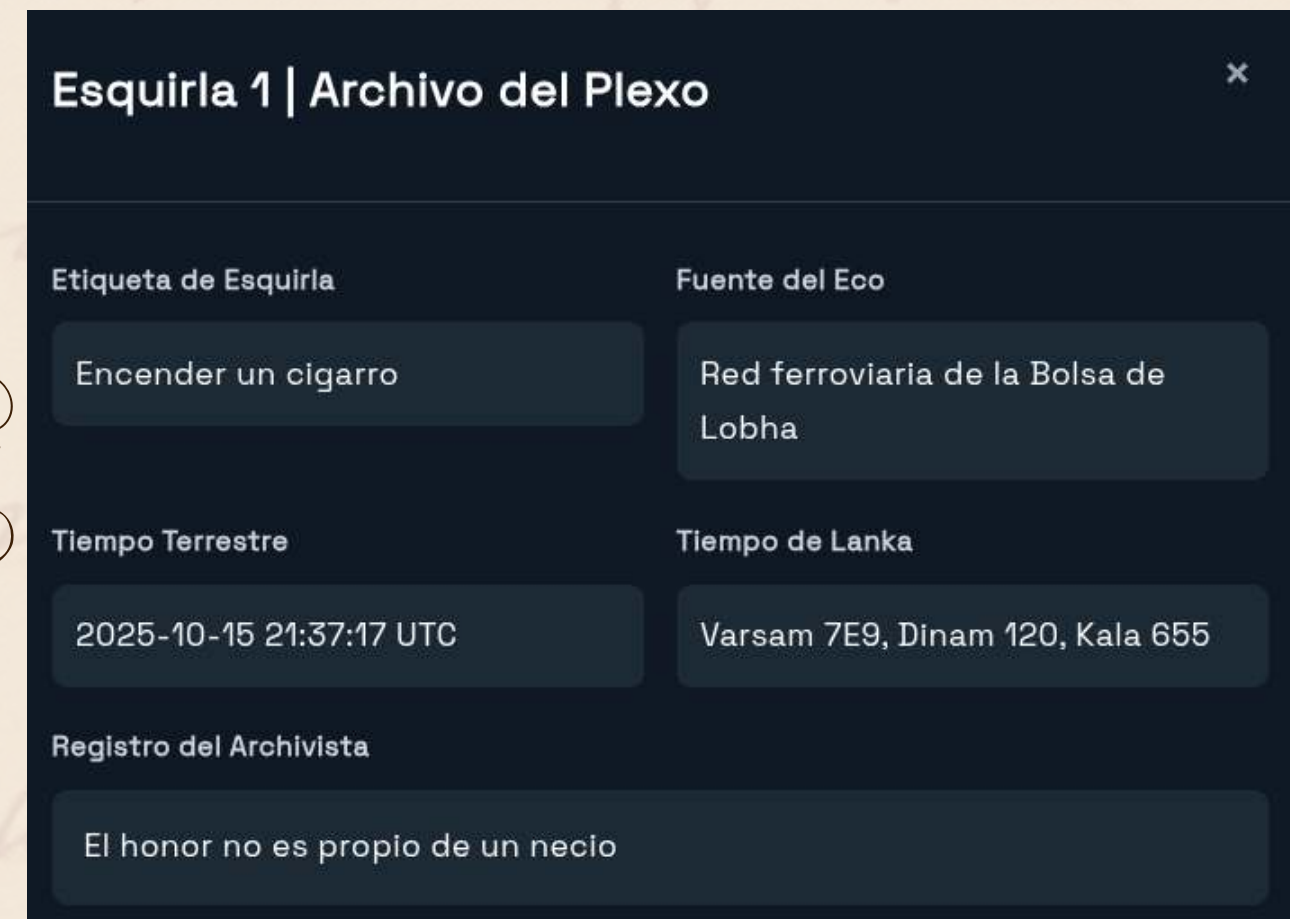 Esquirla 1 | Archivo del Plexo
×
Etiqueta de Esquirla
Encender un cigarro
Fuente del Eco
Red ferroviaria de la Bolsa de
Lobha
Tiempo Terrestre
2025-10-15 21:37:17 UTC
Tiempo de Lanka
Varsam 7E9, Dinam 120, Kala 655
Registro del Archivista
El honor no es propio de un necio